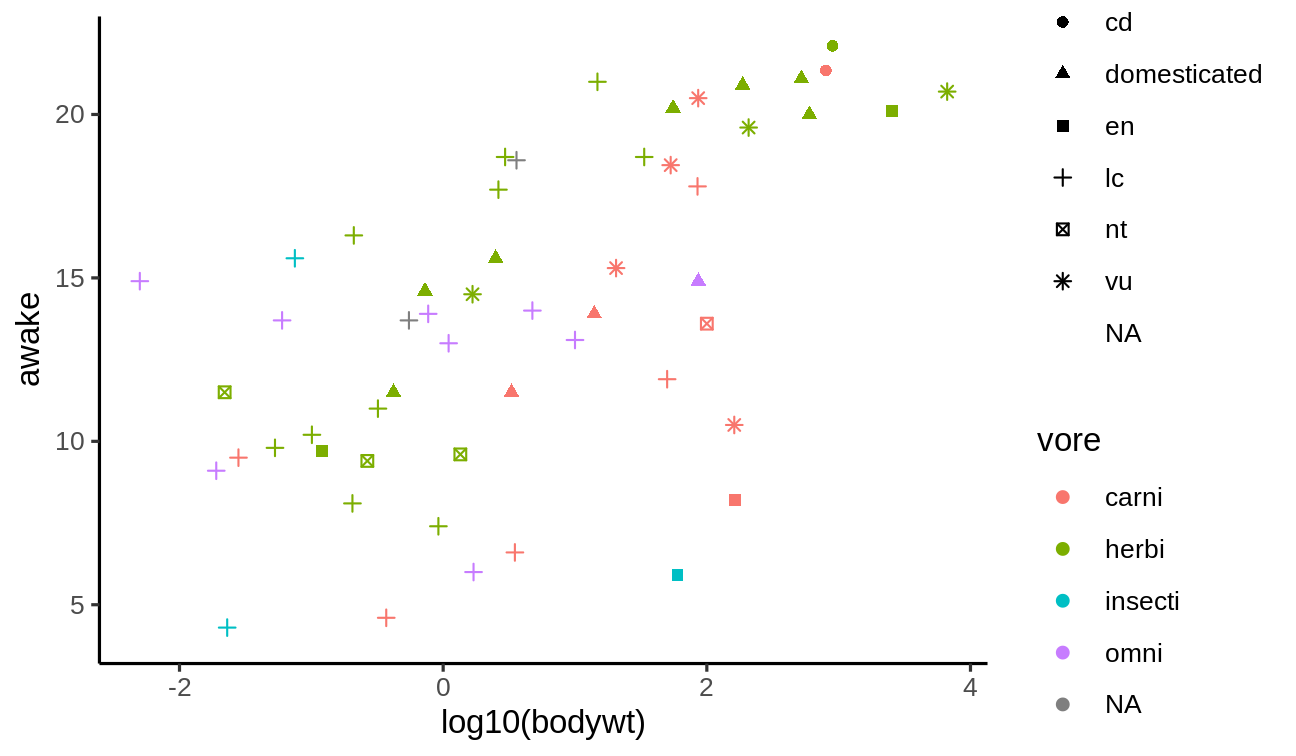 20
15
10
5
awake
-2 0 2 4
log10(bodywt)
cd
domesticated
en
lc
nt
vu
NA
vore
carni
herbi
insecti
omni
NA